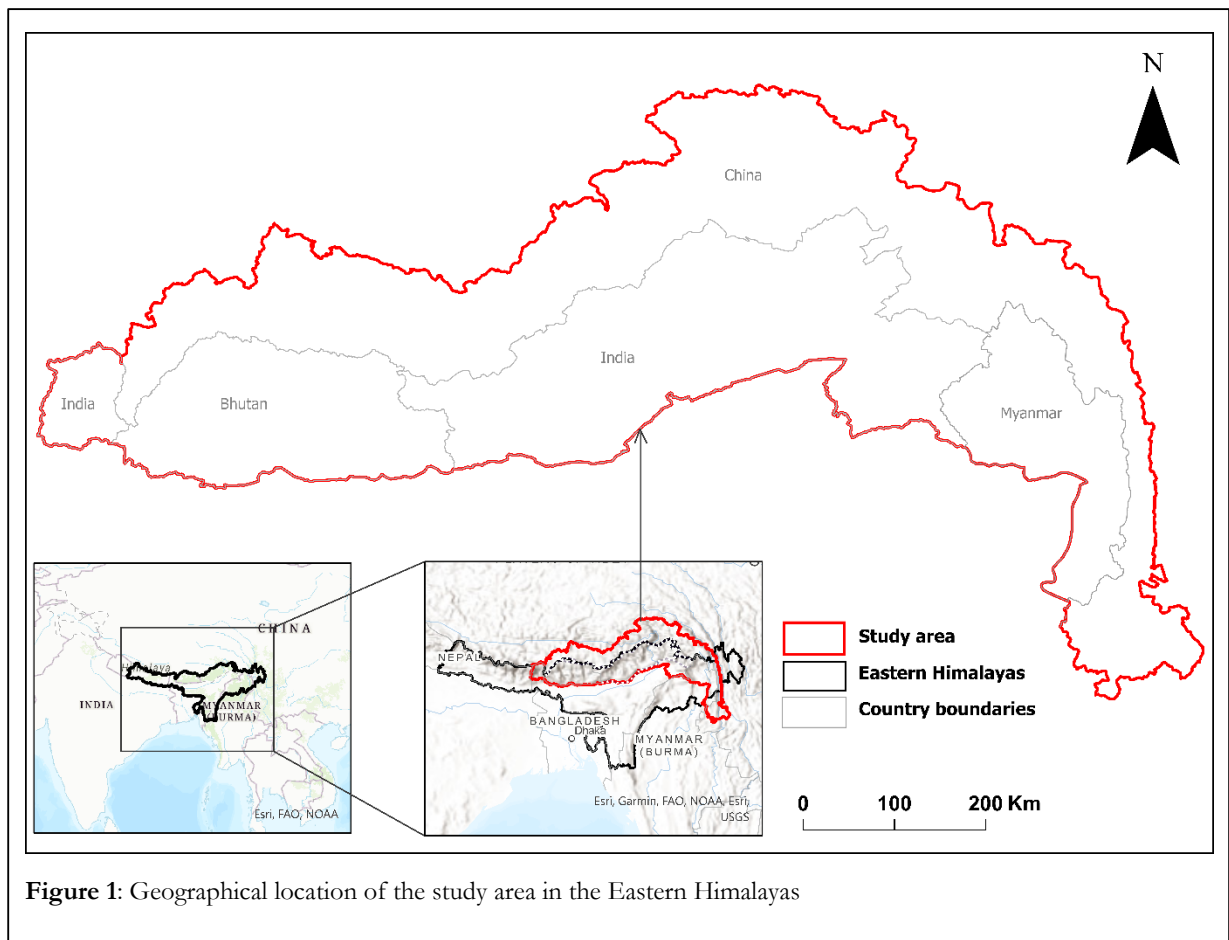 N
China
India
India
Bhutan
Myanmar
CHINA
Himalaya
INDIA
MYANMAR
(BURMA)
Esri, FAO, NOAA
NEPAL
BANGLADESH
Dhaka
MYANMAR
(BURMA)
Esri, Garmin, FAO, NOAA, Esri,
USGS
Study area
Eastern Himalayas
Country boundaries
0 100 200 Km
Figure 1: Geographical location of the study area in the Eastern Himalayas